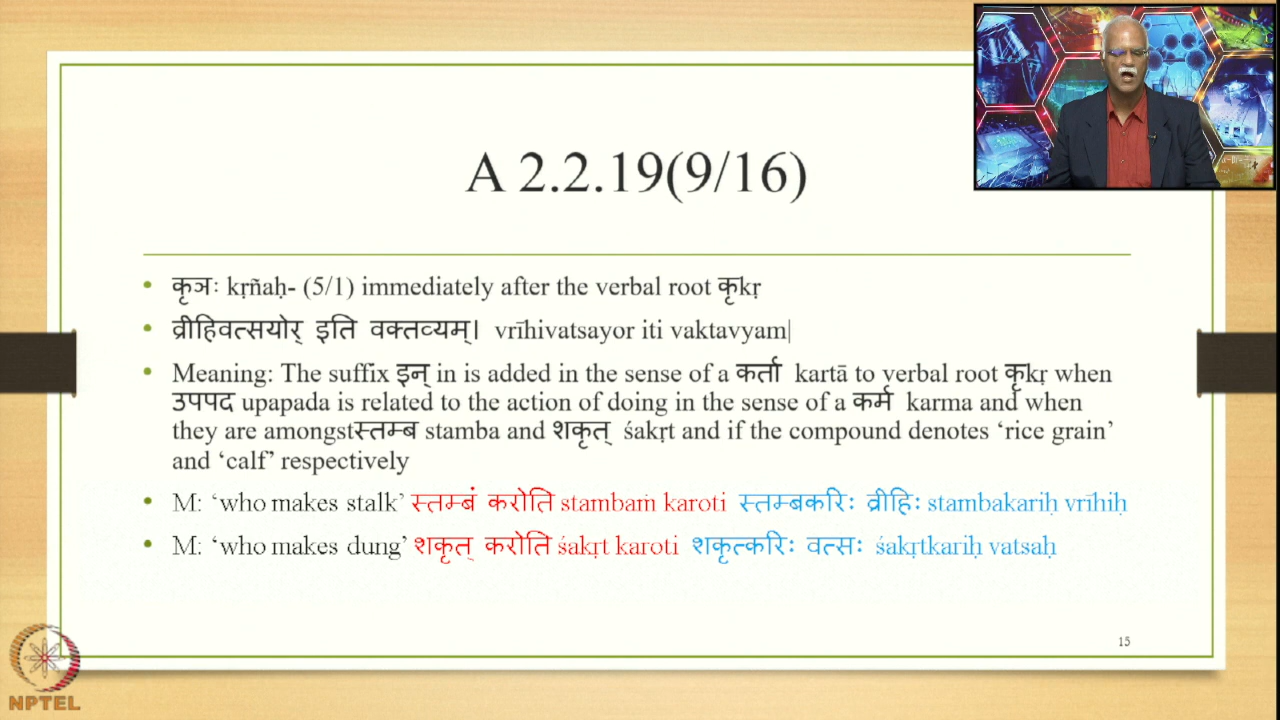 A 2.2.19(9/16)
कृञः kṛñaḥ- (5/1) immediately after the verbal root कृkṛ
व्रीहिवत्सयोर् इति वक्तव्यम्। vrīhivatsayor iti vaktavyam|
Meaning: The suffix इन् in is added in the sense of a कर्ता kartā to verbal root कृkṛ when
उपपद upapada is related to the action of doing in the sense of a कर्म karma and when
they are amongstस्तम्ब stamba and शकृत् śakṛt and if the compound denotes ‘rice grain’
and ‘calf’ respectively
M: ‘who makes stalk’ स्तम्बं करोति stambaṁ karoti स्तम्बकरिः व्रीहिः stambakariḥ vrīhiḥ
M: ‘who makes dung’ शकृत् करोति śakṛt karoti शकृत्करिः वत्सः śakṛtkariḥ vatsaḥ
15
NPTEL